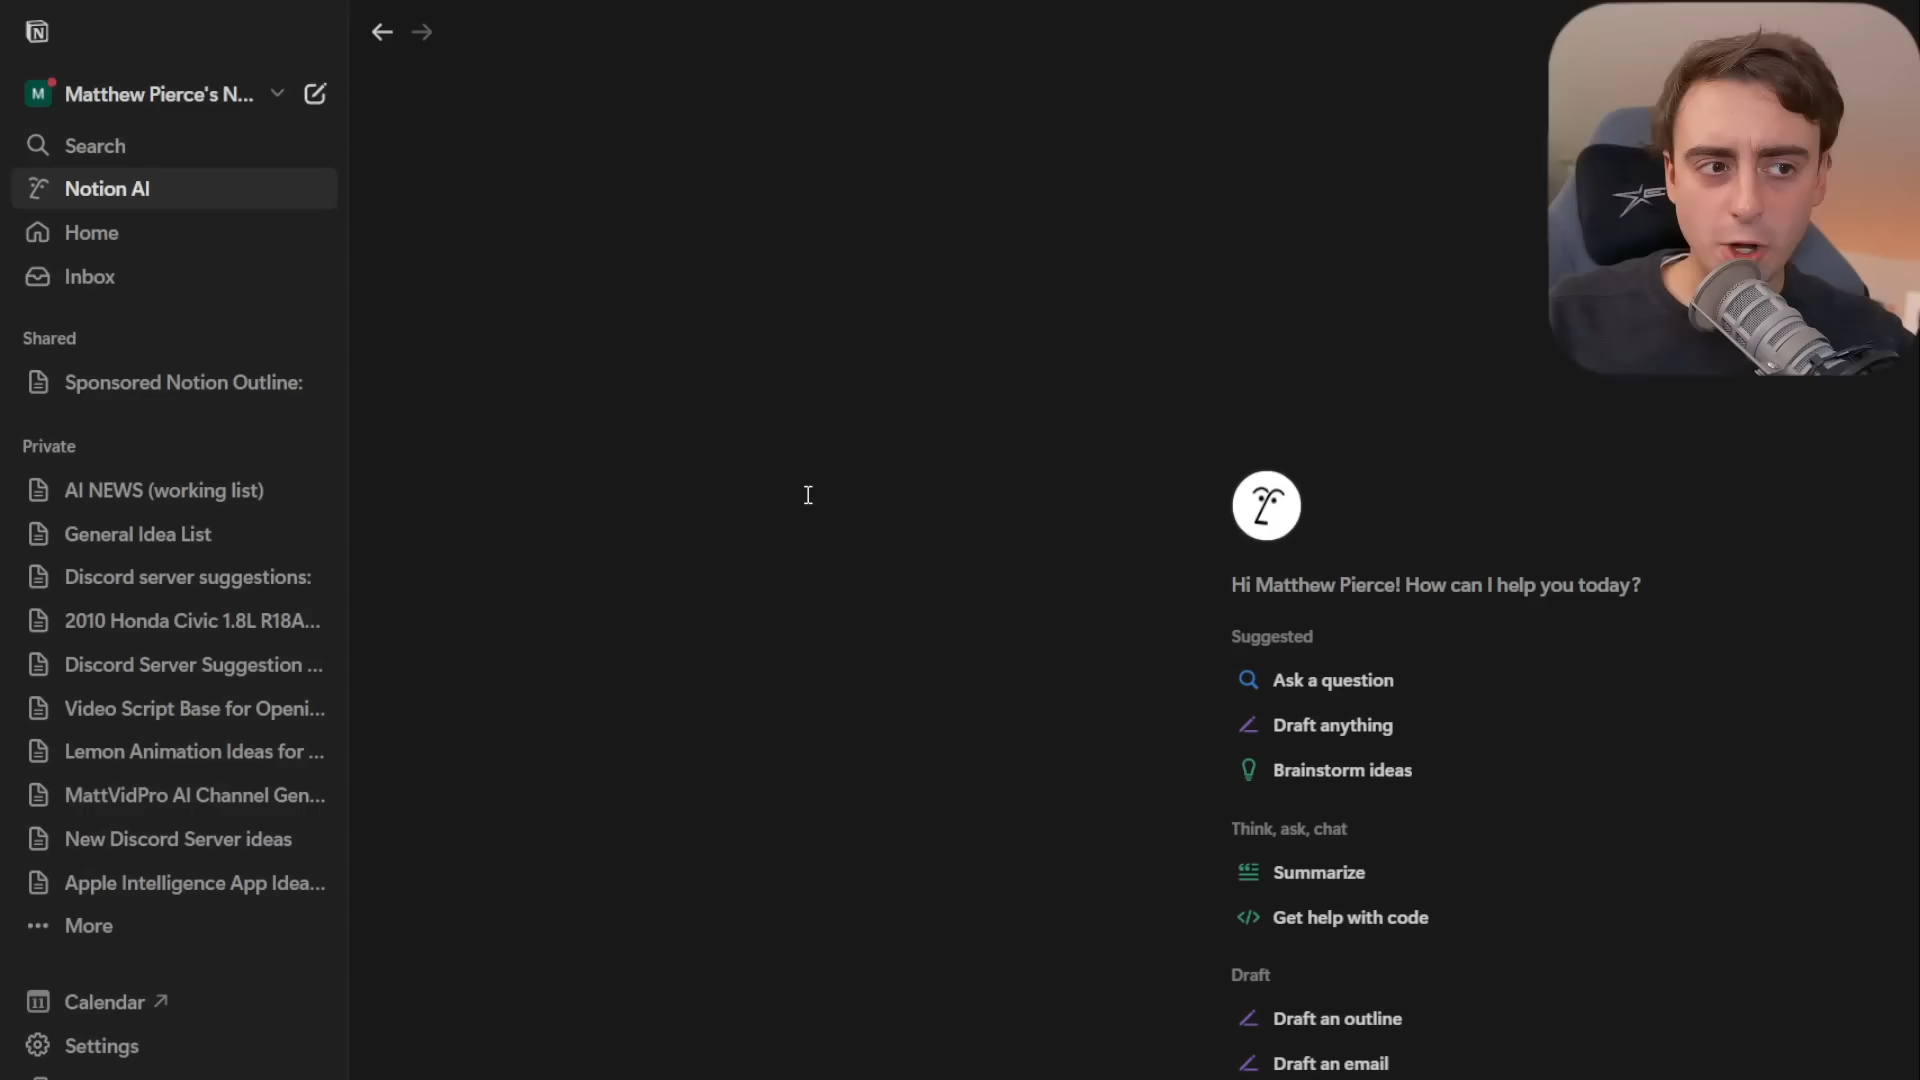 Matthew Pierce's N...
Search
Notion AI
Home
Inbox
Shared
Sponsored Notion Outline:
Private
AI NEWS (working list)
General Idea List
Discord server suggestions:
2010 Honda Civic 1.8L R18A...
Discord Server Suggestion ...
Video Script Base for Openi...
Lemon Animation Ideas for ...
MattVidPro AI Channel Gen...
New Discord Server ideas
Apple Intelligence App Idea...
More
Calendar
Settings
Hi Matthew Pierce! How can I help you today?
Suggested
Ask a question
Draft anything
Brainstorm ideas
Think, ask, chat
Summarize
Get help with code
Draft
Draft an outline
Draft an email